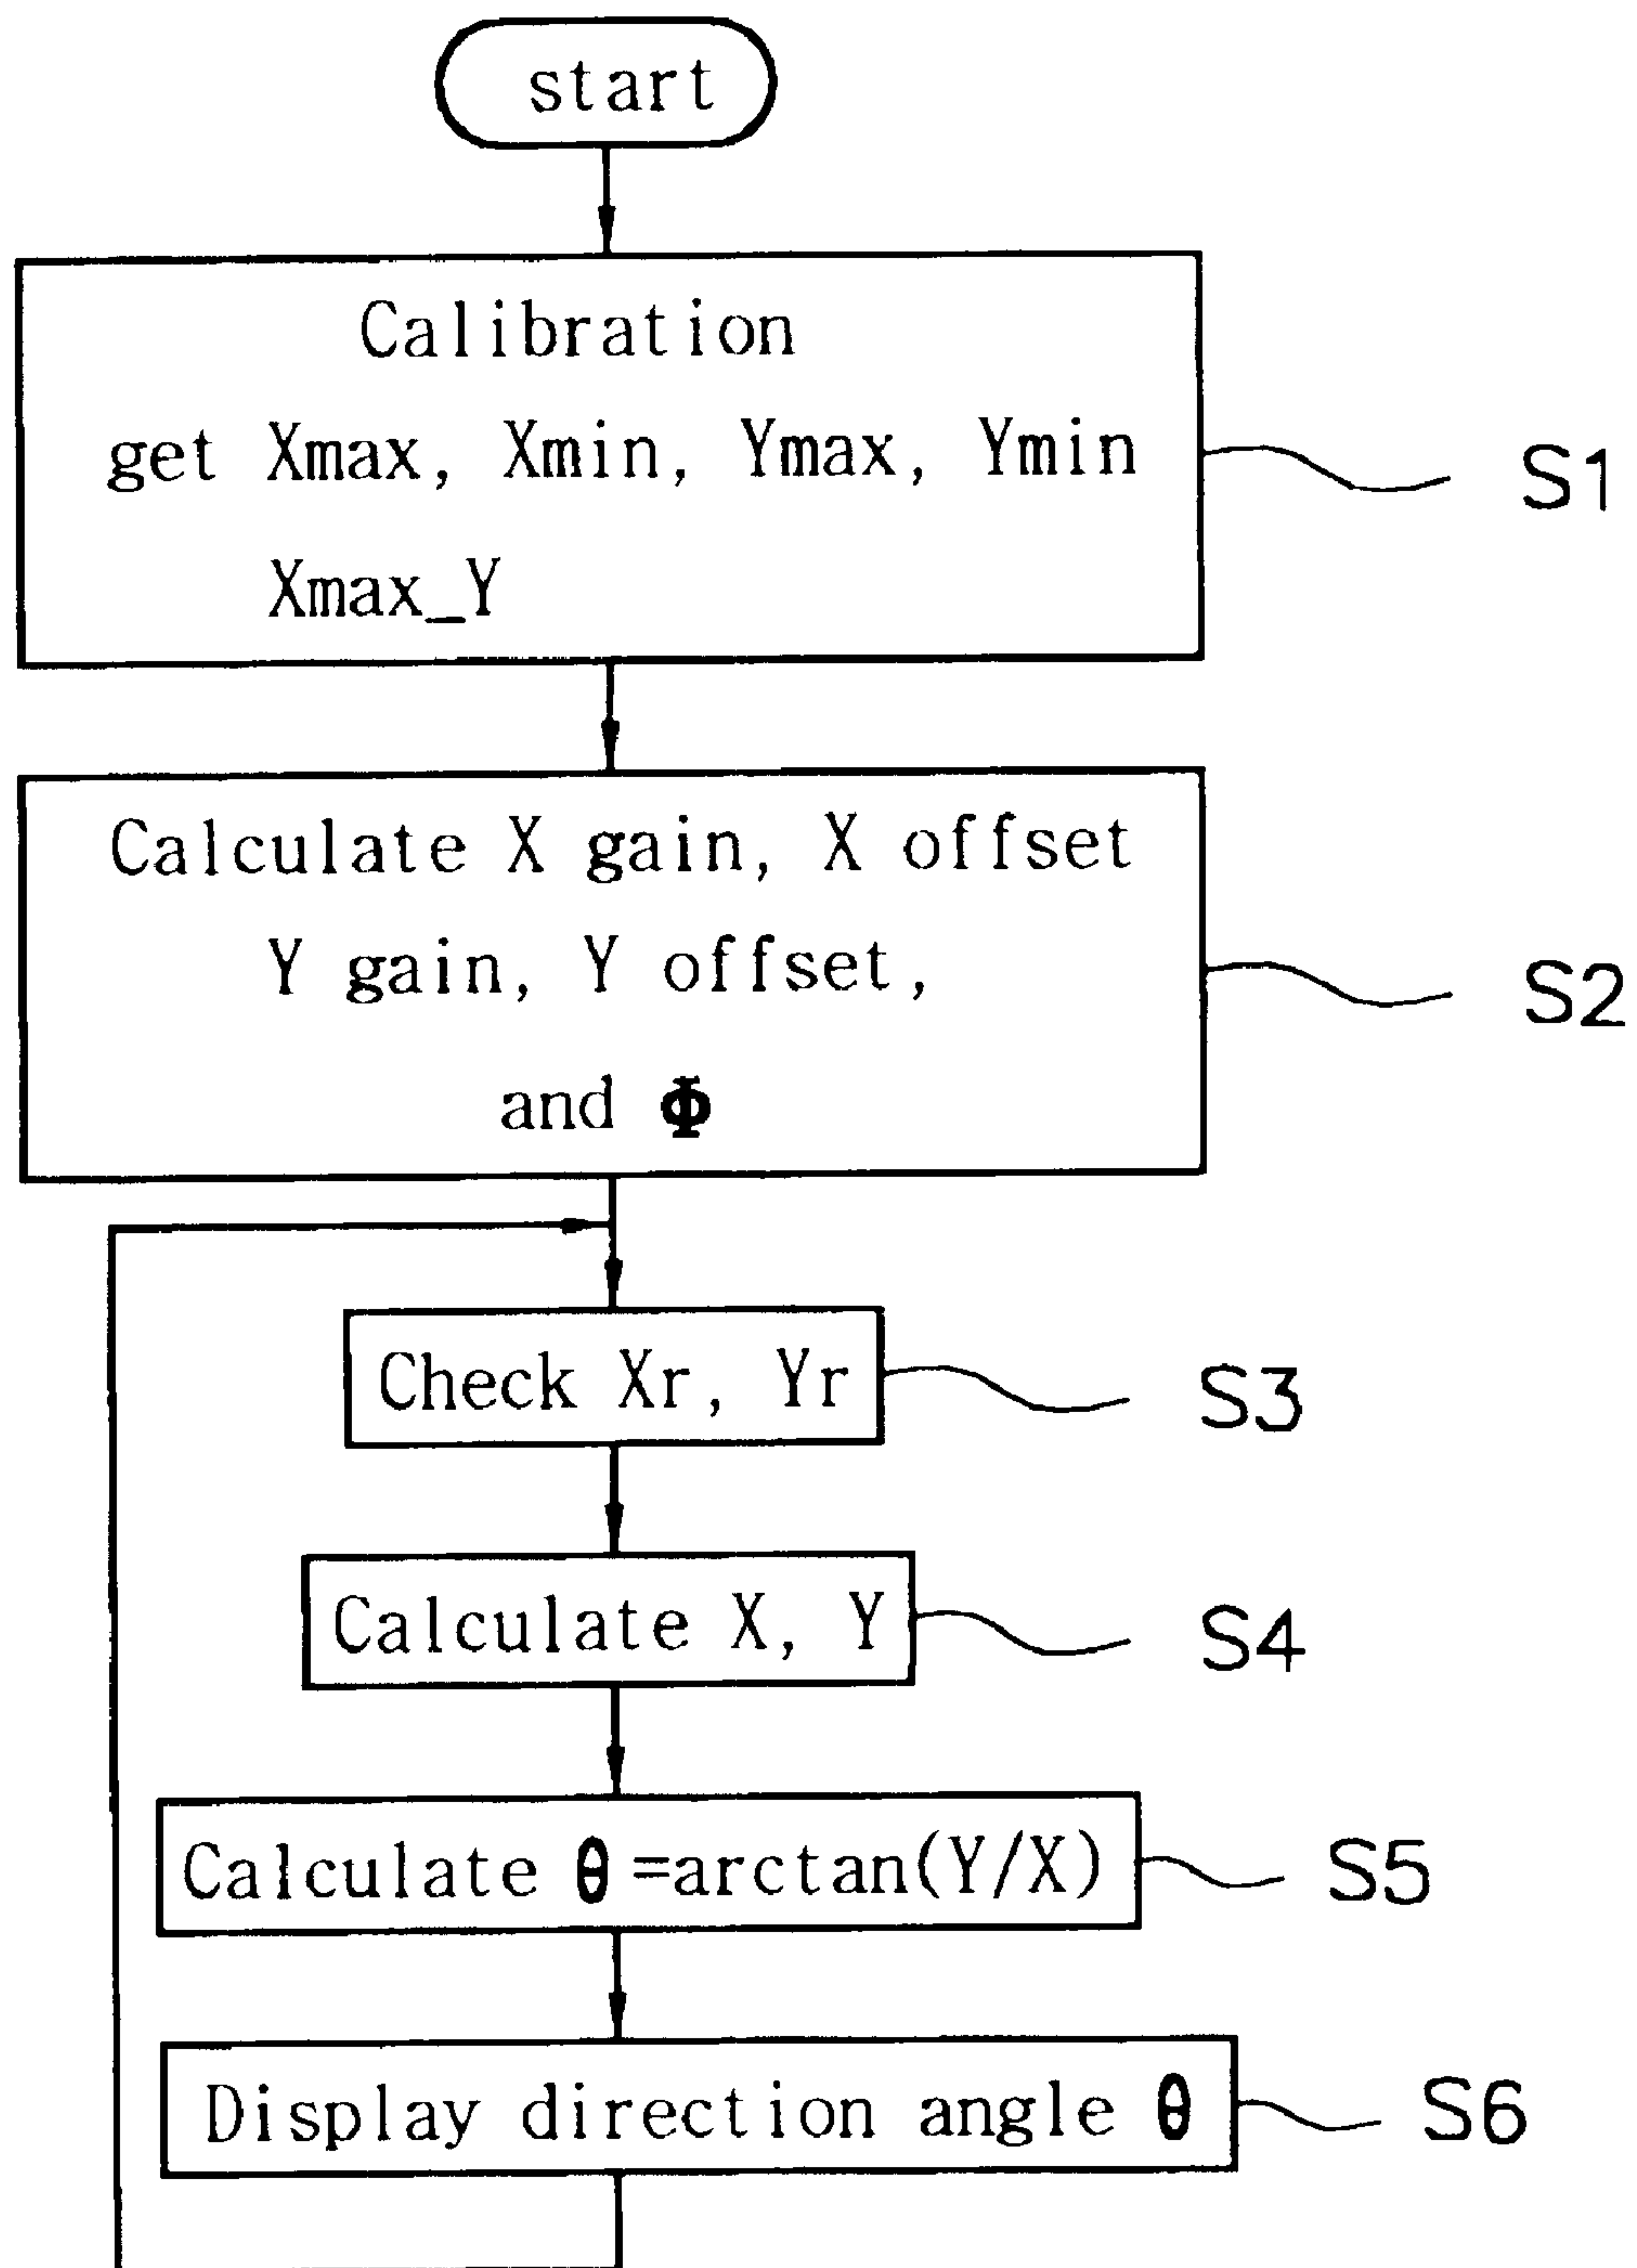 start
Calibration
get Xmax, Xmin, Ymax, Ymin
Xmax_Y
S1
Calculate X gain, X offset
Y gain, Y offset,
and Φ
S2
Check Xr, Yr
S3
Calculate X, Y
S4
Calculate θ=arctan(Y/X)
S5
Display direction angle θ
S6